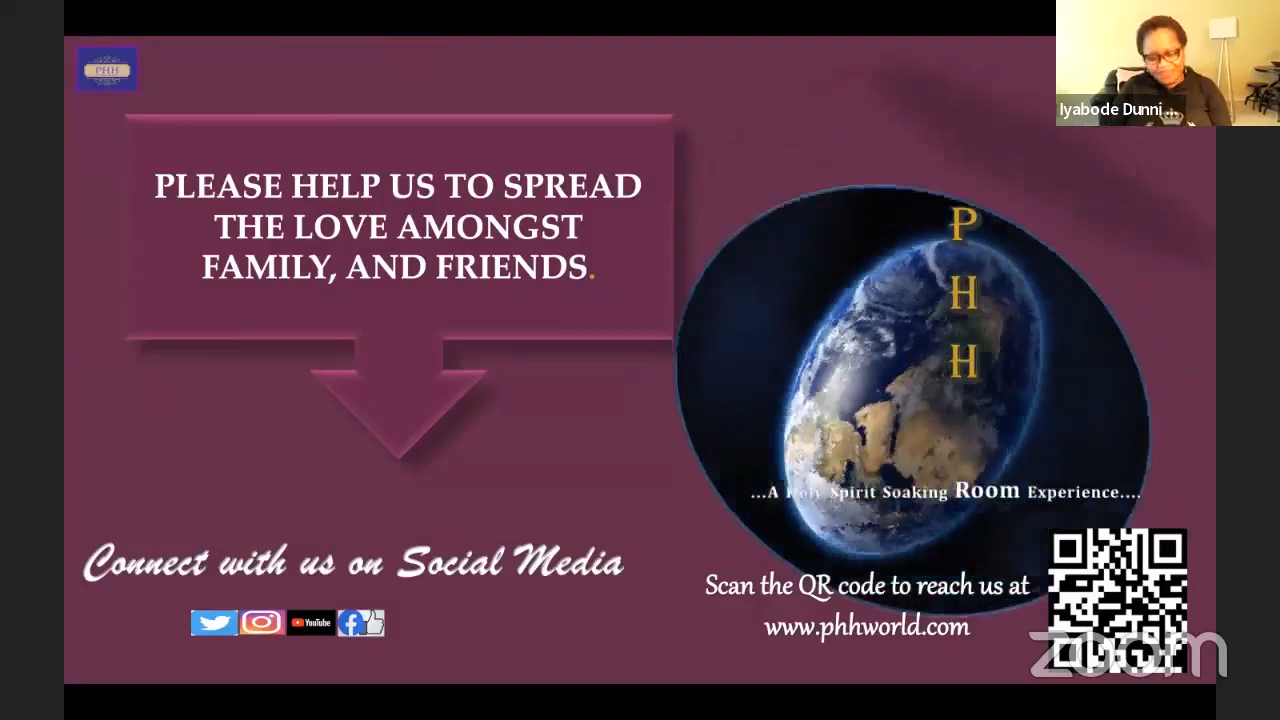 PHH
Iyabode Dunni ...
PLEASE HELP US TO SPREAD
THE LOVE AMONGST
FAMILY, AND FRIENDS.
P
H
H
...A Holy Spirit Soaking Room Experience....
Connect with us on Social Media
YouTube
Scan the QR code to reach us at
www.phhworld.com
zoom